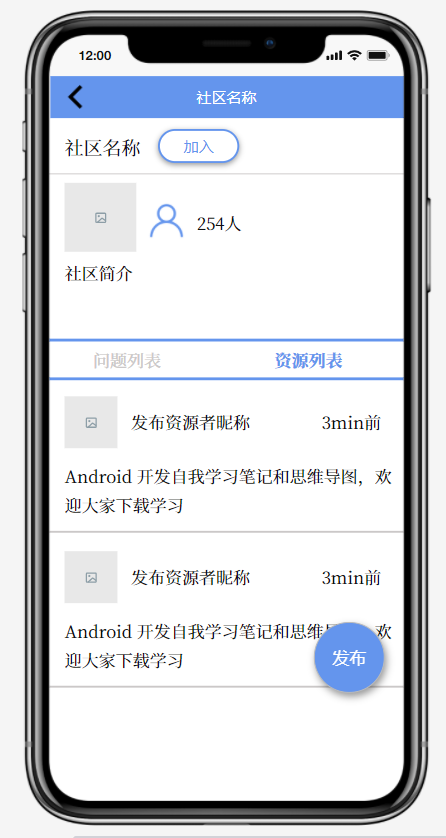 12:00
社区名称
社区名称 加入
254人
社区简介
问题列表 资源列表
发布资源者昵称 3min前
Android 开发自我学习笔记和思维导图，欢
迎大家下载学习
发布资源者昵称 3min前
Android 开发自我学习笔记和思维导图，欢
迎大家下载学习
发布